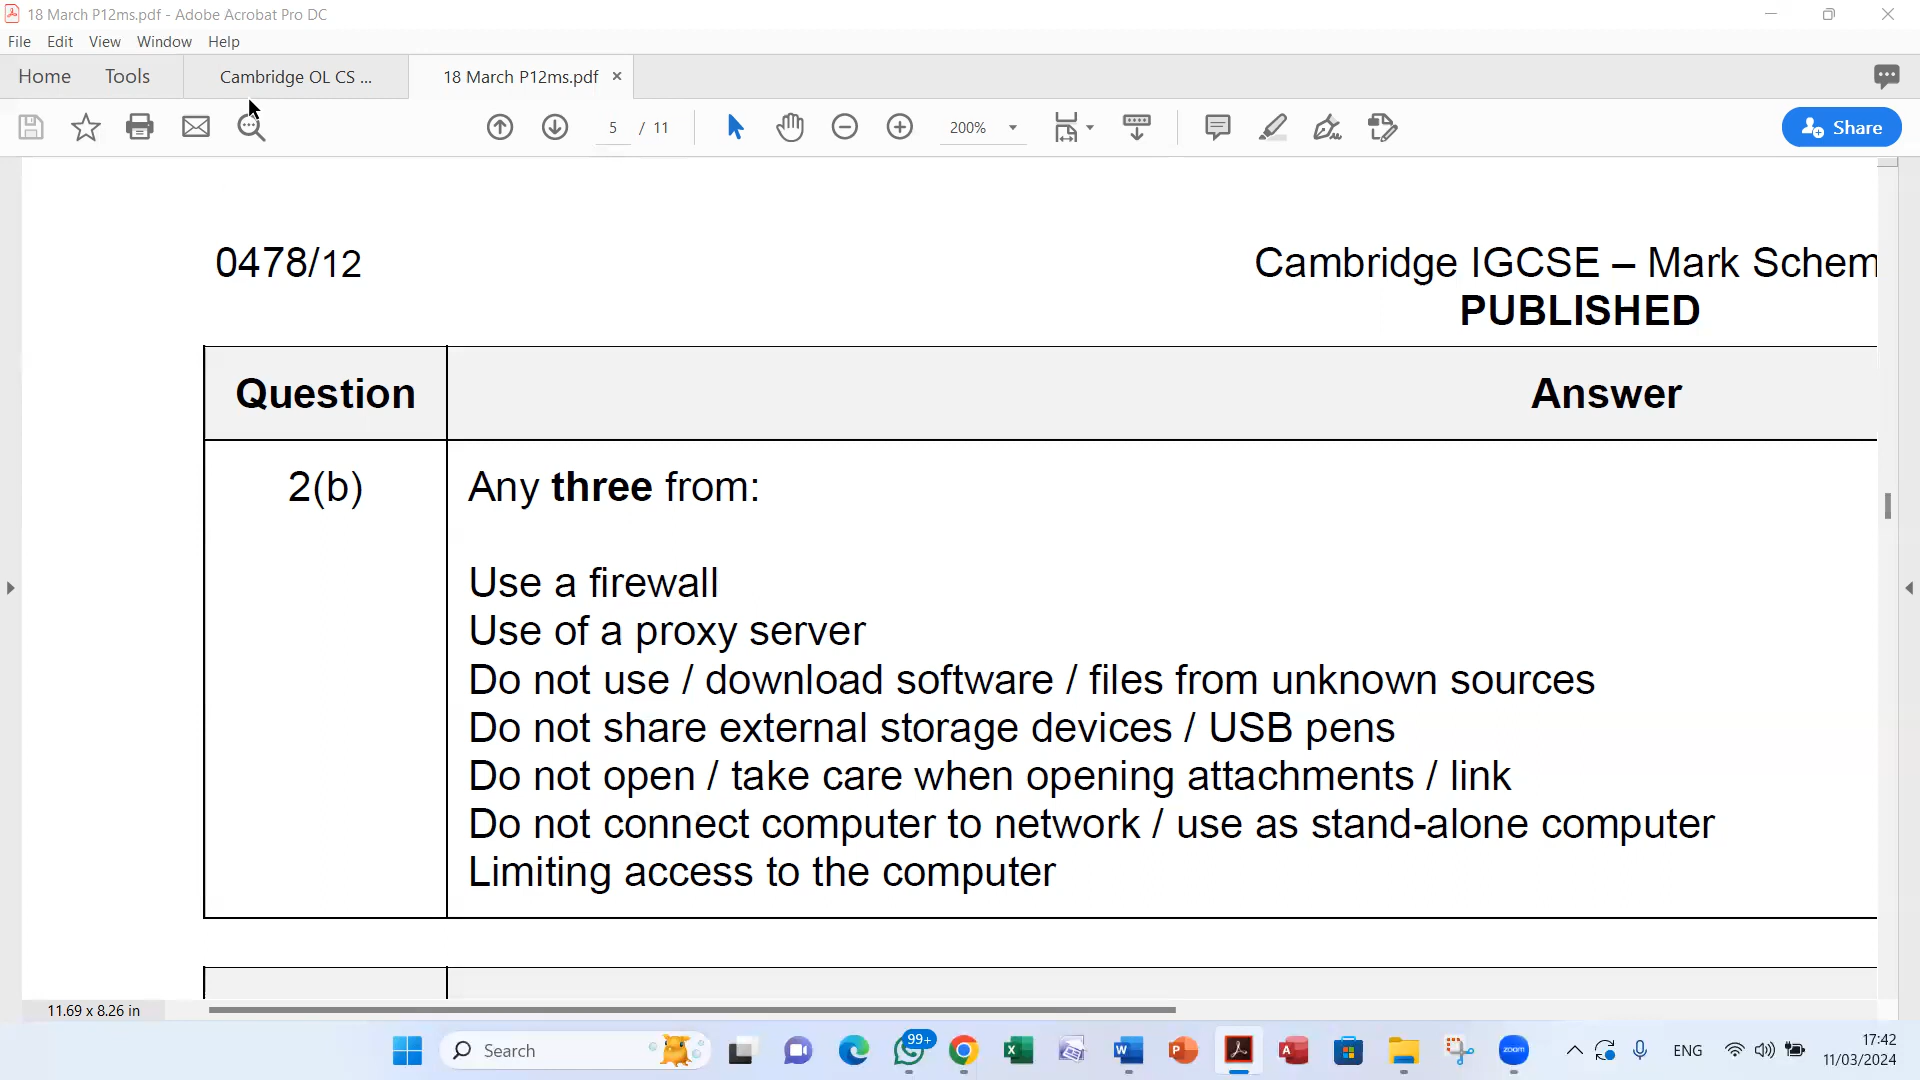 18 March P12ms.pdf - Adobe Acrobat Pro DC
File Edit View Window Help
Home Tools Cambridge OL CS ... 18 March P12ms.pdf ×
5 / 11 200% Share
0478/12 Cambridge IGCSE – Mark Schem
PUBLISHED
Question Answer
2(b) Any three from:
Use a firewall
Use of a proxy server
Do not use / download software / files from unknown sources
Do not share external storage devices / USB pens
Do not open / take care when opening attachments / link
Do not connect computer to network / use as stand-alone computer
Limiting access to the computer
11.69 x 8.26 in
Search 99+ zoom ENG 17:42
11/03/2024